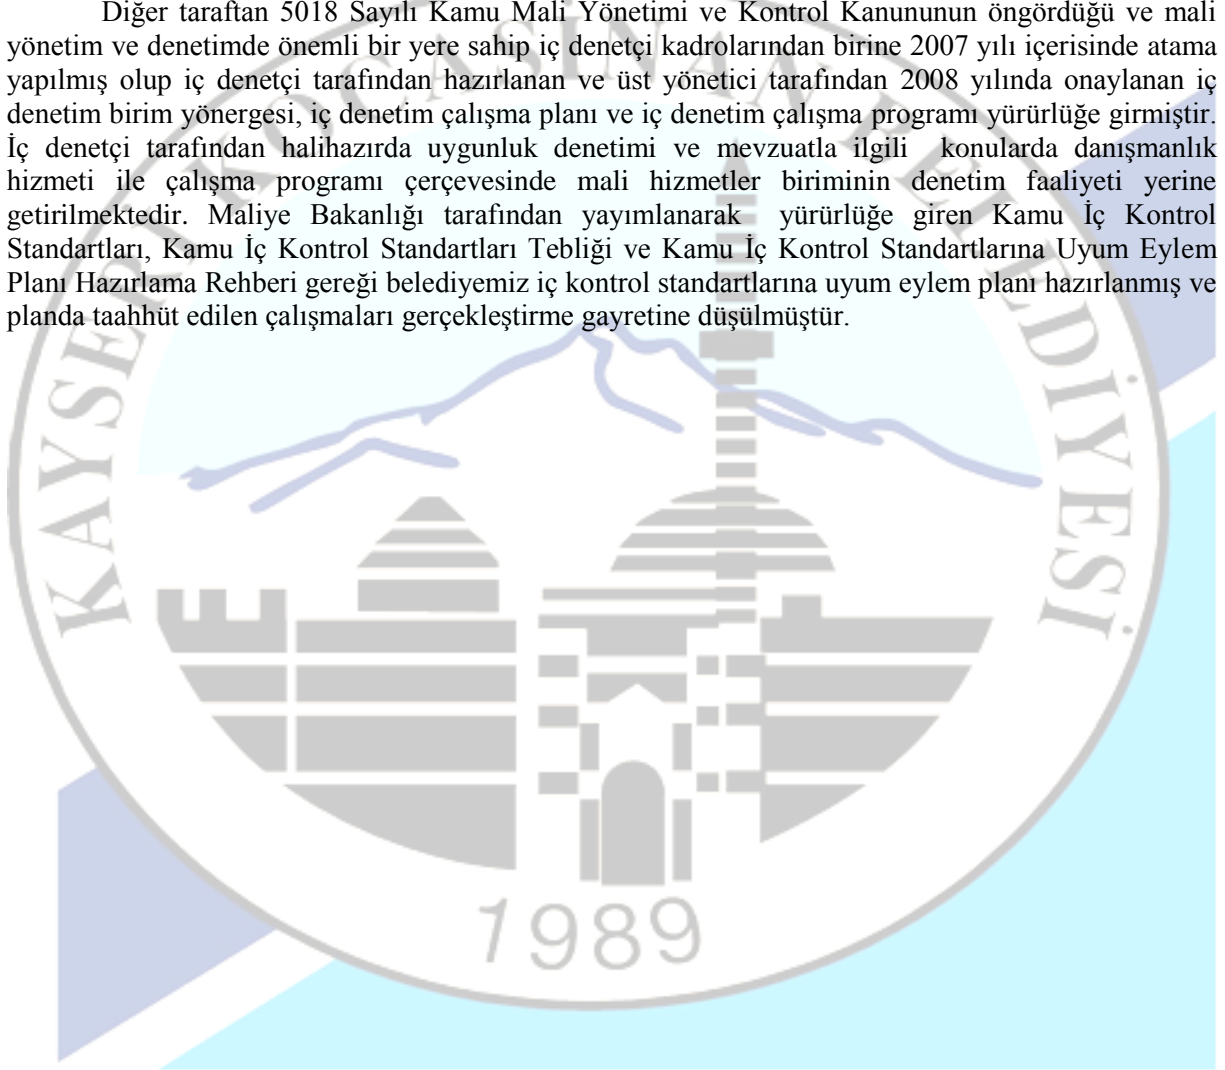 Diğer taraftan 5018 Sayılı Kamu Mali Yönetimi ve Kontrol Kanununun öngördüğü ve mali
yönetim ve denetimde önemli bir yere sahip iç denetçi kadrolarından birine 2007 yılı içerisinde atama
yapılmış olup iç denetçi tarafından hazırlanan ve üst yönetici tarafından 2008 yılında onaylanan iç
denetim birim yönergesi, iç denetim çalışma planı ve iç denetim çalışma programı yürürlüğe girmiştir.
İç denetçi tarafından halihazırda uygunluk denetimi ve mevzuatla ilgili konularda danışmanlık
hizmeti ile çalışma programı çerçevesinde mali hizmetler biriminin denetim faaliyeti yerine
getirilmektedir. Maliye Bakanlığı tarafından yayımlanarak yürürlüğe giren Kamu İç Kontrol
Standartları, Kamu İç Kontrol Standartları Tebliği ve Kamu İç Kontrol Standartlarına Uyum Eylem
Planı Hazırlama Rehberi gereği belediyemiz iç kontrol standartlarına uyum eylem planı hazırlanmış ve
planda taahhüt edilen çalışmaları gerçekleştirme gayretine düşülmüştür.
KAYSERİ KOCASİNAN BELEDİYESİ
1989